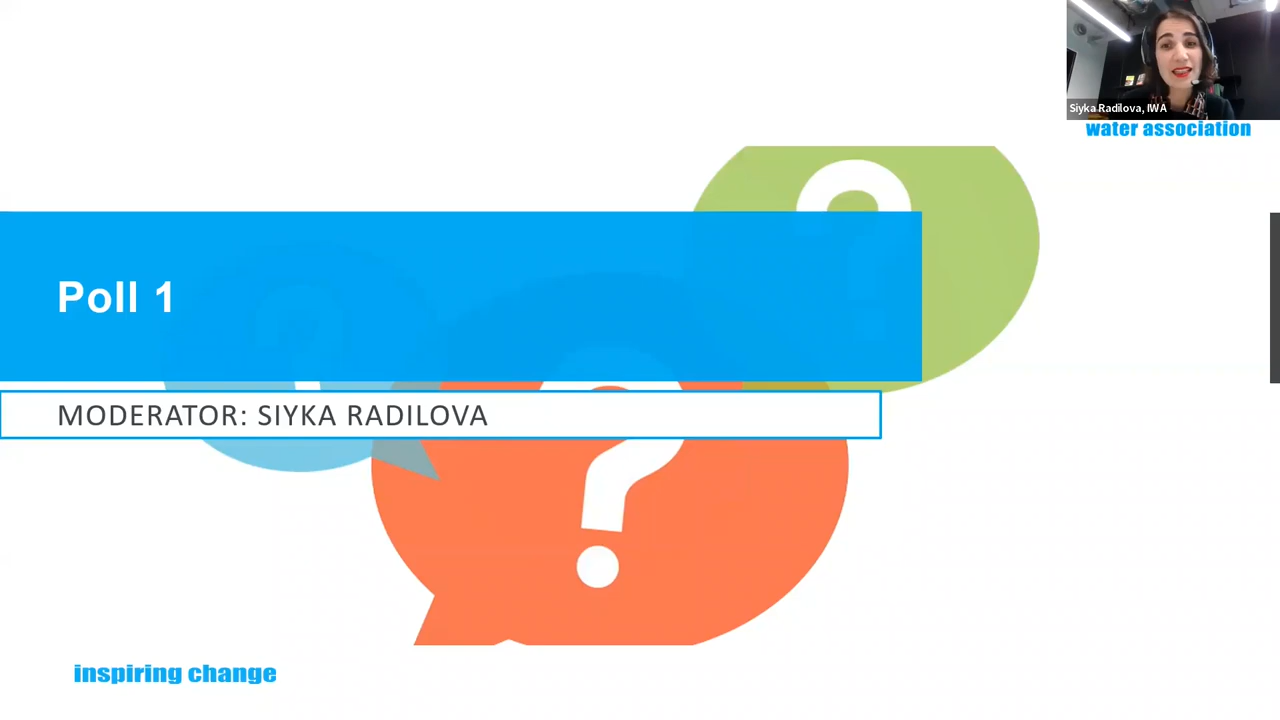 Siyka Radilova, IWA
water association
Poll 1
MODERATOR: SIYKA RADILOVA
inspiring change